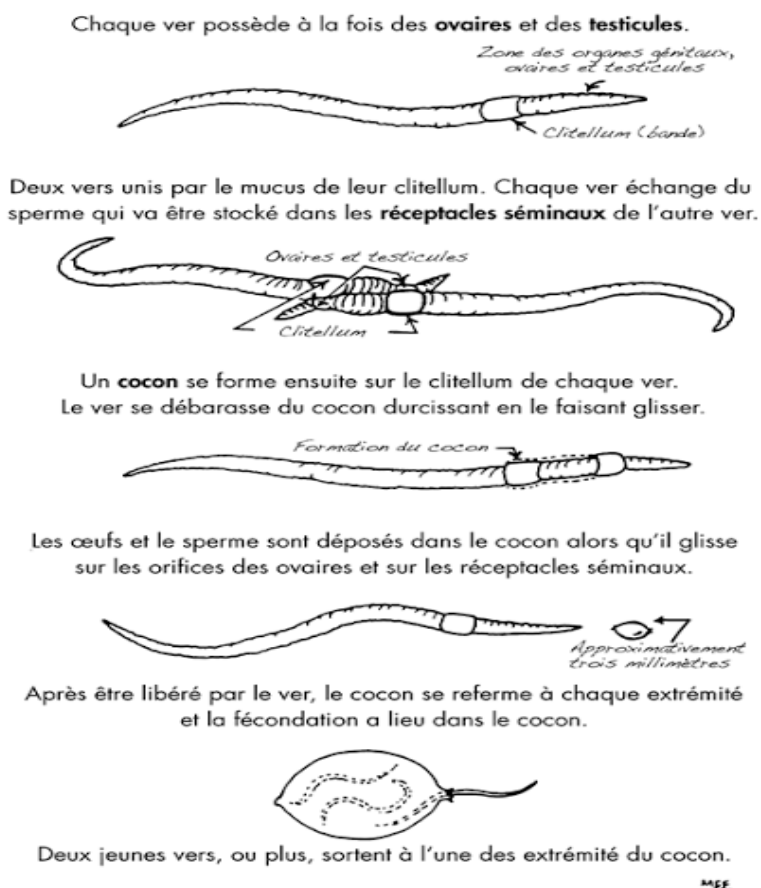 Chaque ver possède à la fois des ovaires et des testicules.
Zone des organes génitaux,
ovaires et testicules
Clitellum (bande)
Deux vers unis par le mucus de leur clitellum. Chaque ver échange du
sperme qui va être stocké dans les réceptacles séminaux de l'autre ver.
Ovaires et testicules
Clitellum
Un cocon se forme ensuite sur le clitellum de chaque ver.
Le ver se débarasse du cocon durcissant en le faisant glisser.
Formation du cocon
Les œufs et le sperme sont déposés dans le cocon alors qu'il glisse
sur les orifices des ovaires et sur les réceptacles séminaux.
Approximativement
trois millimètres
Après être libéré par le ver, le cocon se referme à chaque extrémité
et la fécondation a lieu dans le cocon.
Deux jeunes vers, ou plus, sortent à l'une des extrémité du cocon.